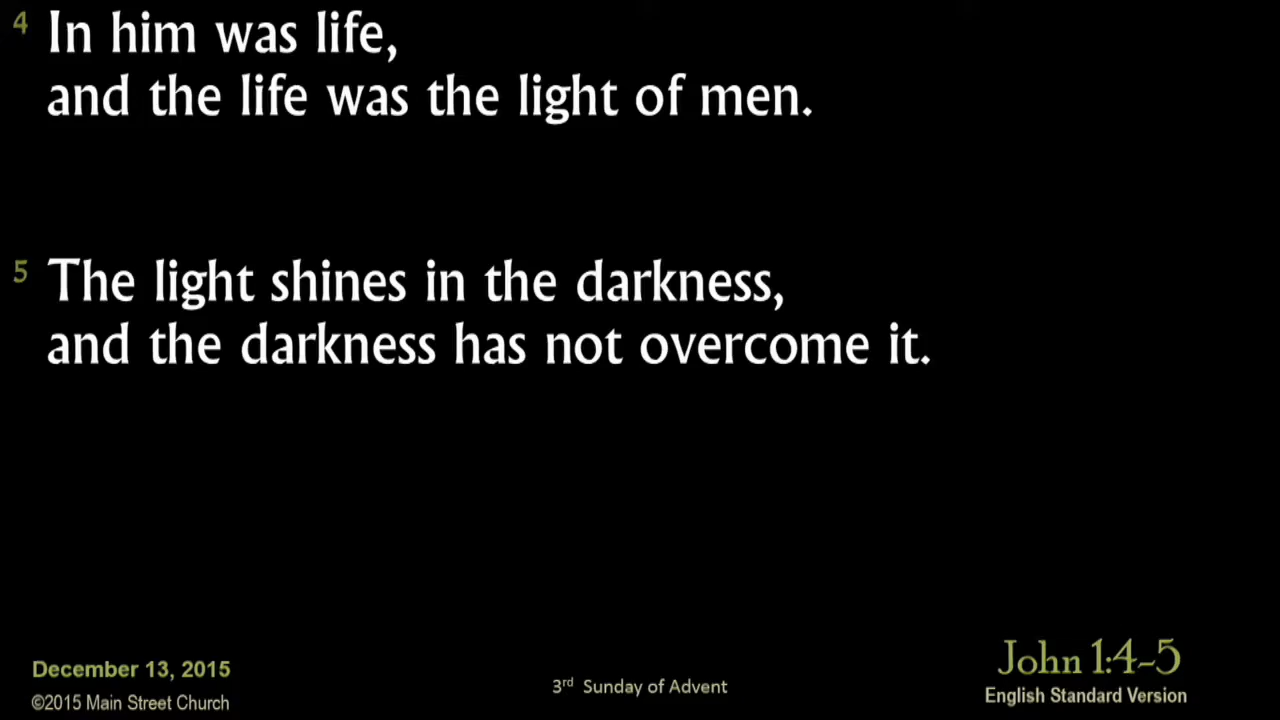 4 In him was life,
and the life was the light of men.
5 The light shines in the darkness,
and the darkness has not overcome it.
December 13, 2015
©2015 Main Street Church
3rd Sunday of Advent
John 1:4-5
English Standard Version